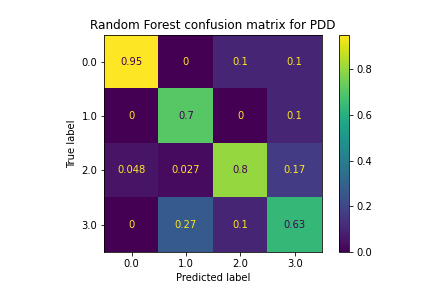 Random Forest confusion matrix for PDD
True label
0.0 0.95 0 0.1 0.1
1.0 0 0.7 0 0.1
2.0 0.048 0.027 0.8 0.17
3.0 0 0.27 0.1 0.63
0.0 1.0 2.0 3.0
Predicted label
0.8
0.6
0.4
0.2
0.0